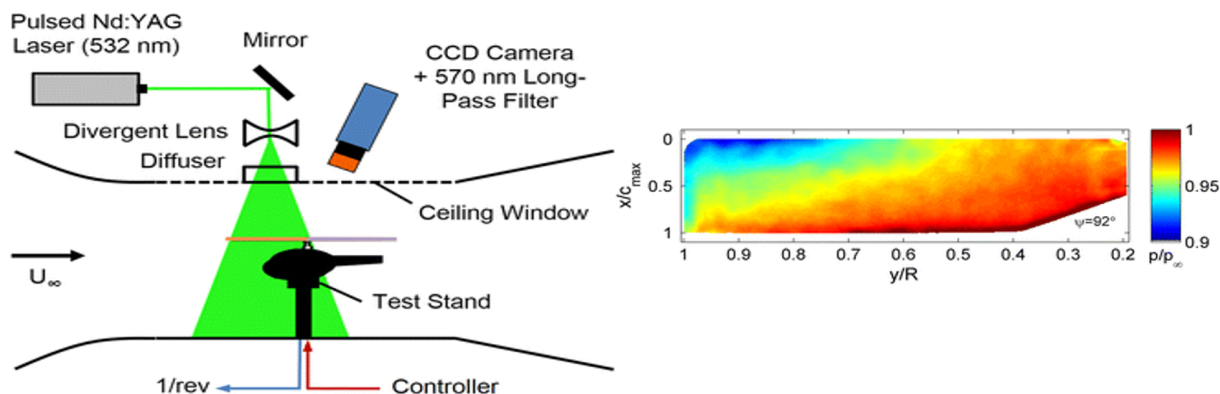 Pulsed Nd:YAG
Laser (532 nm)
Mirror
CCD Camera
+ 570 nm Long-
Pass Filter
Divergent Lens
Diffuser
Ceiling Window
U∞
Test Stand
1/rev
Controller
0
0.5
1
x/cmax
1 0.9 0.8 0.7 0.6 0.5 0.4 0.3 0.2
y/R
ψ=92°
1
0.95
0.9
p/p∞